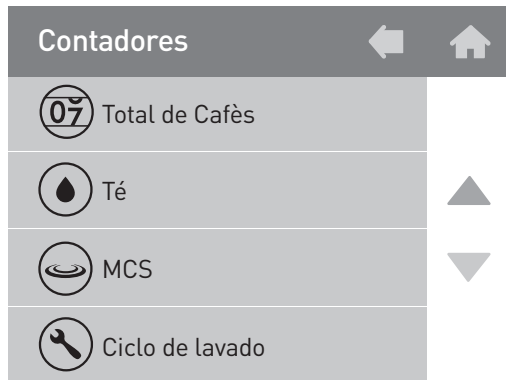 Contadores
07 Total de Cafès
Té
MCS
Ciclo de lavado